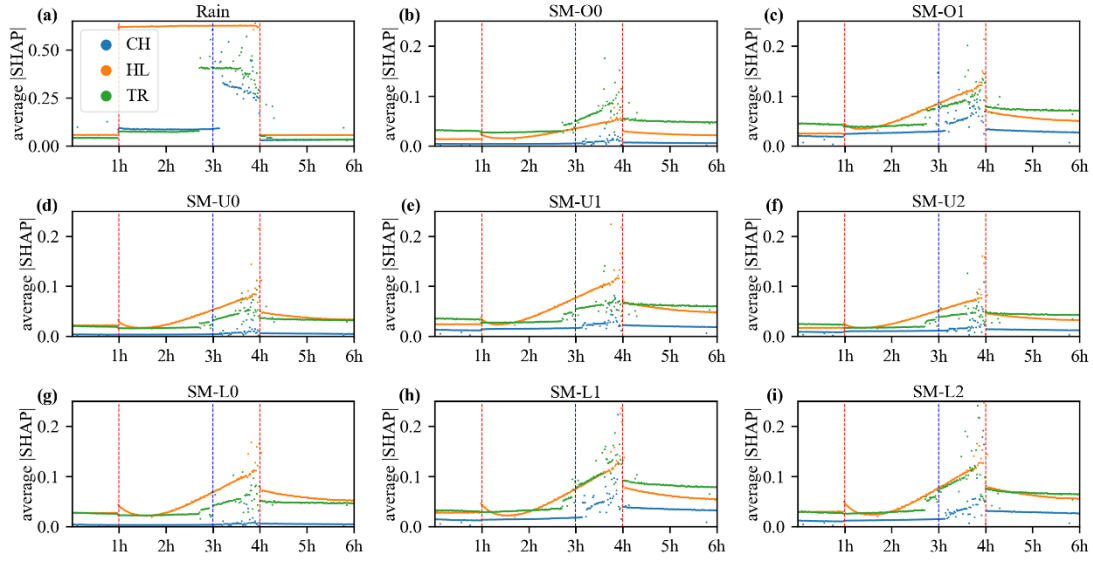 (a) Rain
average |SHAP|
0.50
0.25
0.00
CH
HL
TR
1h 2h 3h 4h 5h 6h
(b) SM-O0
average |SHAP|
0.2
0.1
0.0
1h 2h 3h 4h 5h 6h
(c) SM-O1
average |SHAP|
0.2
0.1
0.0
1h 2h 3h 4h 5h 6h
(d) SM-U0
average |SHAP|
0.2
0.1
0.0
1h 2h 3h 4h 5h 6h
(e) SM-U1
average |SHAP|
0.2
0.1
0.0
1h 2h 3h 4h 5h 6h
(f) SM-U2
average |SHAP|
0.2
0.1
0.0
1h 2h 3h 4h 5h 6h
(g) SM-L0
average |SHAP|
0.2
0.1
0.0
1h 2h 3h 4h 5h 6h
(h) SM-L1
average |SHAP|
0.2
0.1
0.0
1h 2h 3h 4h 5h 6h
(i) SM-L2
average |SHAP|
0.2
0.1
0.0
1h 2h 3h 4h 5h 6h